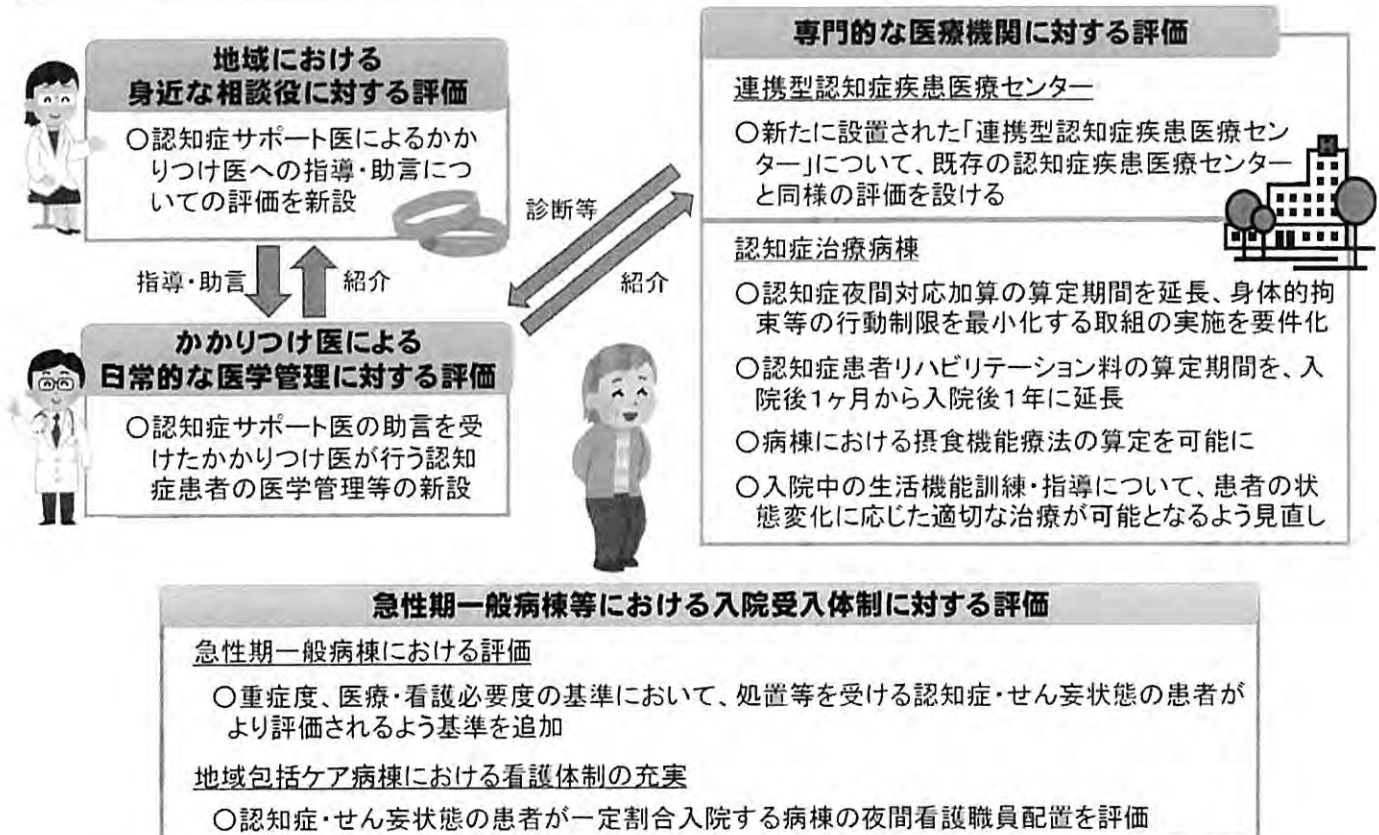 地域における
身近な相談役に対する評価
○認知症サポート医によるかか
りつけ医への指導・助言につ
いての評価を新設
指導・助言
紹介
かかりつけ医による
日常的な医学管理に対する評価
○認知症サポート医の助言を受
けたかかりつけ医が行う認知
症患者の医学管理等の新設
診断等
紹介
専門的な医療機関に対する評価
連携型認知症疾患医療センター
○新たに設置された「連携型認知症疾患医療セン
ター」について、既存の認知症疾患医療センター
と同様の評価を設ける
H
認知症治療病棟
○認知症夜間対応加算の算定期間を延長、身体的拘
束等の行動制限を最小化する取組の実施を要件化
○認知症患者リハビリテーション料の算定期間を、入
院後1ヶ月から入院後1年に延長
○病棟における摂食機能療法の算定を可能に
○入院中の生活機能訓練・指導について、患者の状
態変化に応じた適切な治療が可能となるよう見直し
急性期一般病棟等における入院受入体制に対する評価
急性期一般病棟における評価
○重症度、医療・看護必要度の基準において、処置等を受ける認知症・せん妄状態の患者が
より評価されるよう基準を追加
地域包括ケア病棟における看護体制の充実
○認知症・せん妄状態の患者が一定割合入院する病棟の夜間看護職員配置を評価